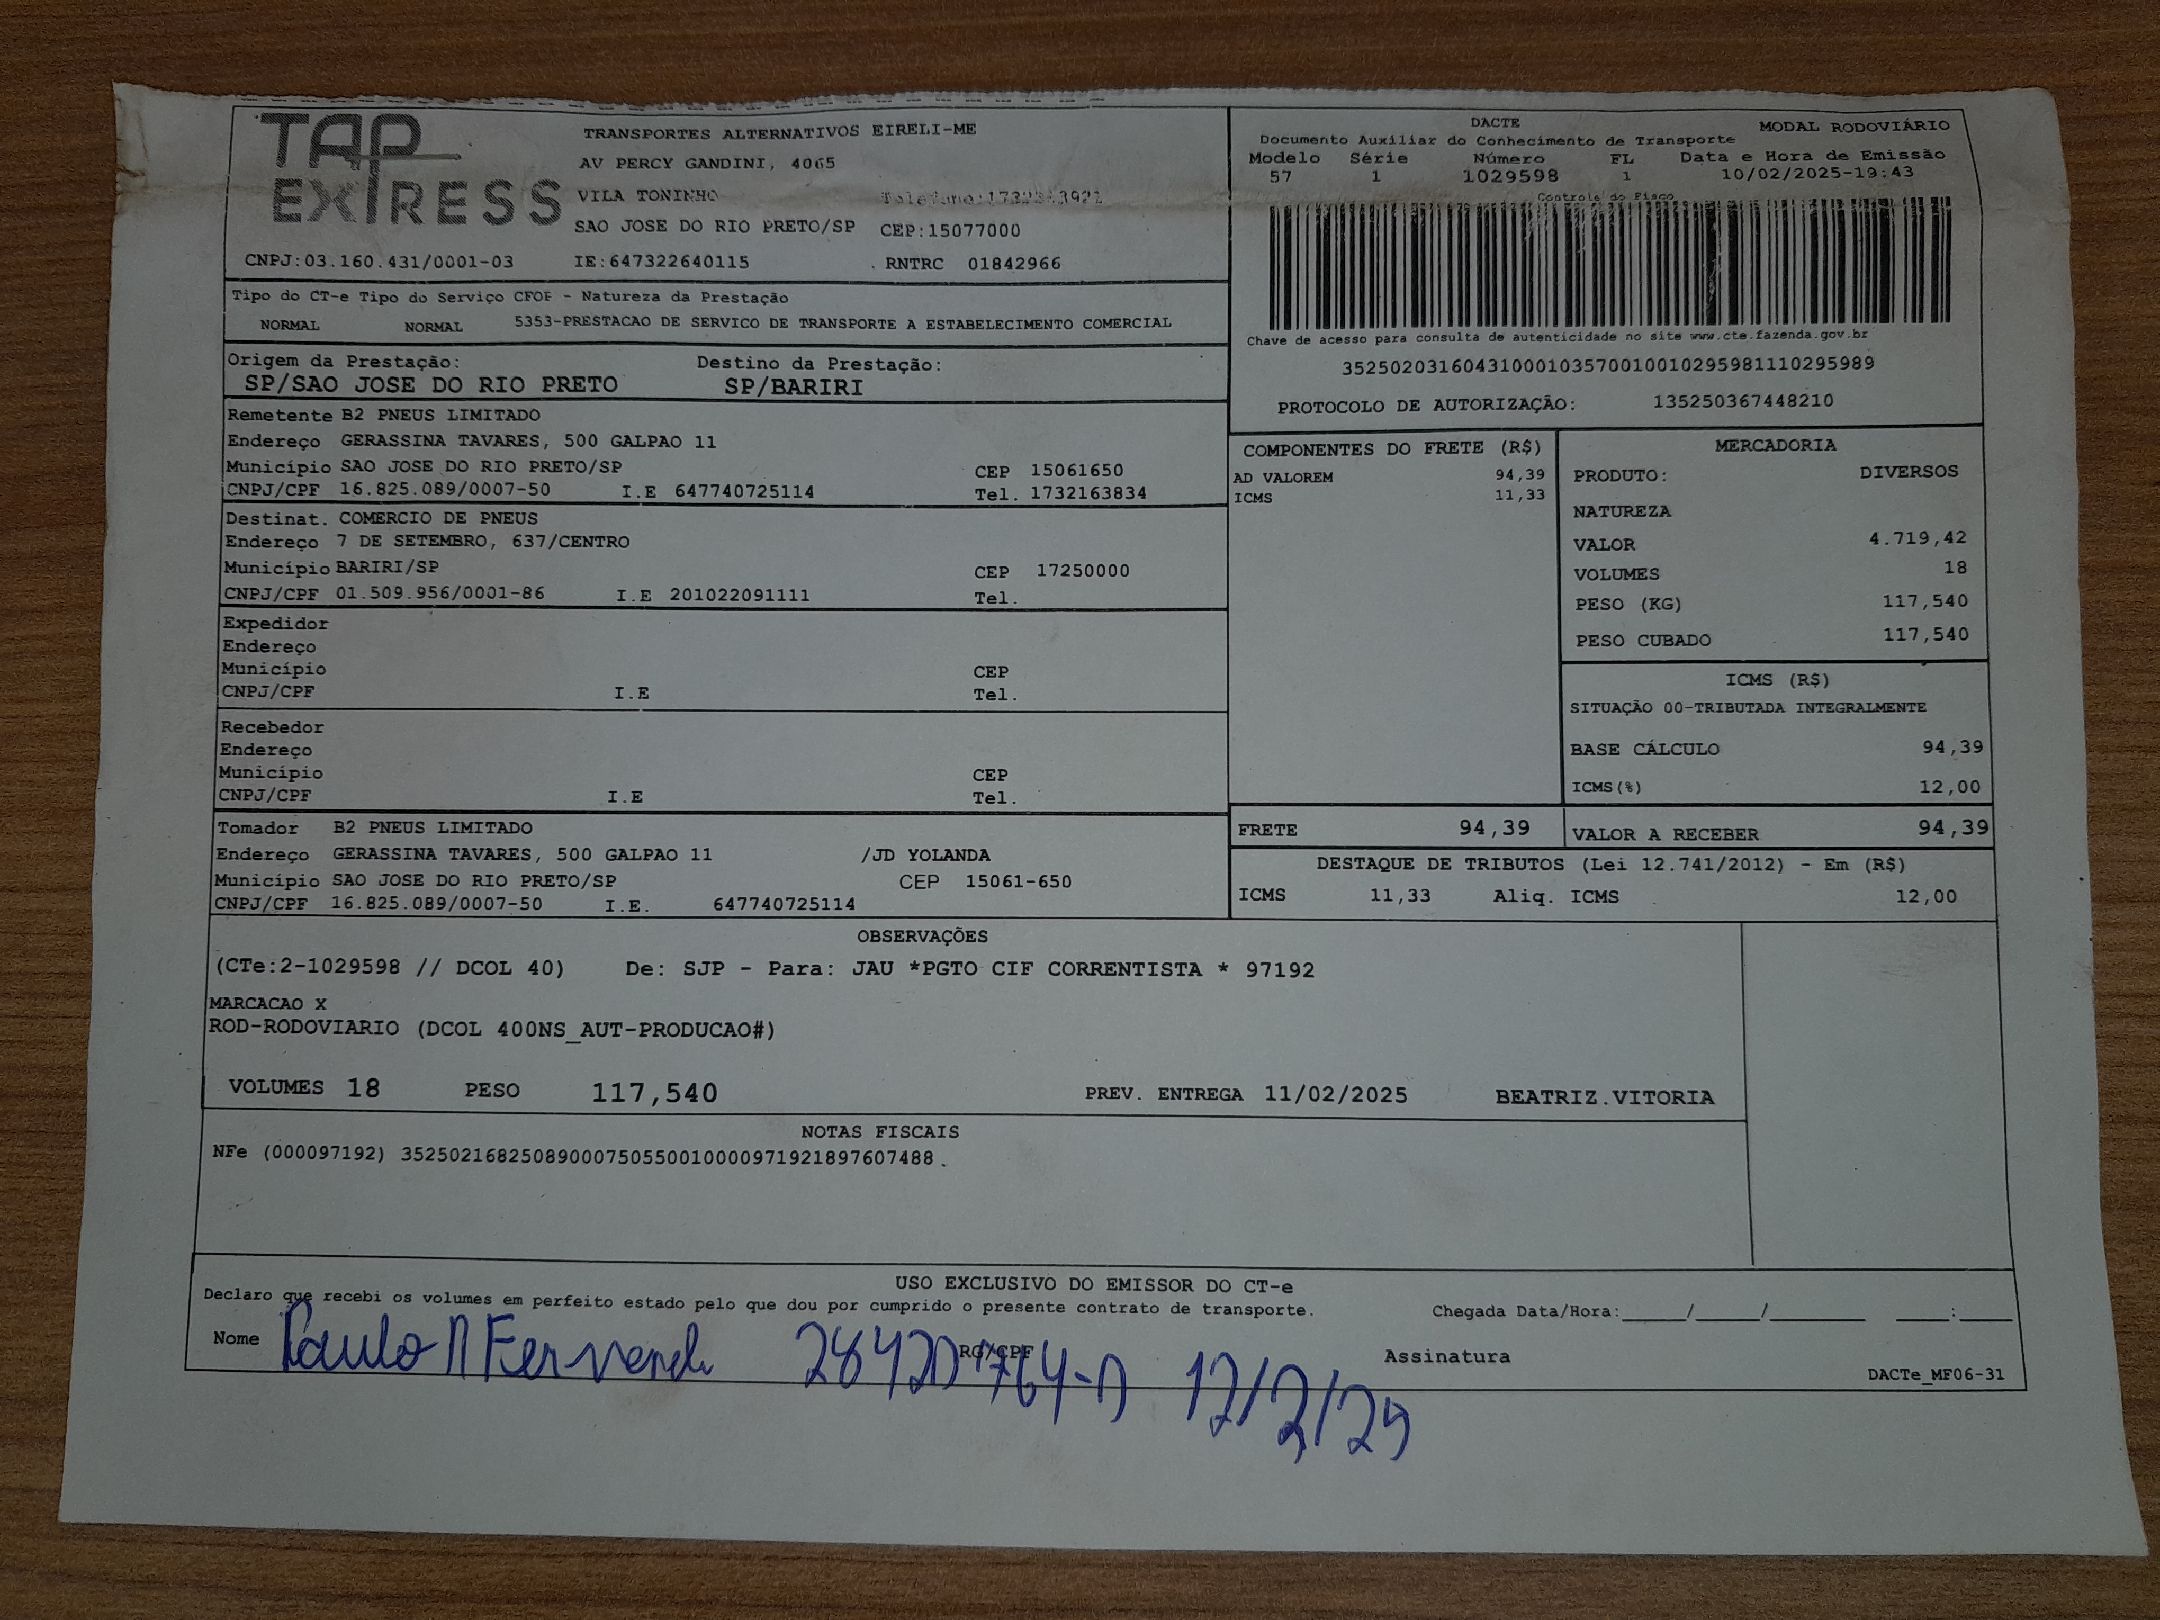 TAP
EXPRESS
TRANSPORTES ALTERNATIVOS EIRELI-ME
AV PERCY GANDINI, 4065
VILA TONINHO
SAO JOSE DO RIO PRETO/SP CEP:15077000
CNPJ:03.160.431/0001-03 IE:647322640115 . RNTRC 01842966
DACTE
MODAL RODOVIÁRIO
Documento Auxiliar do Conhecimento de Transporte
Modelo Série Número FL Data e Hora de Emissão
57 1 1029598 1 10/02/2025-19:43
Controle do Fisco
Chave de acesso para consulta de autenticidade no site www.cte.fazenda.gov.br
35250203160431000103570010010295981110295989
PROTOCOLO DE AUTORIZAÇÃO: 135250367448210
Tipo do CT-e Tipo do Serviço CFOP - Natureza da Prestação
NORMAL NORMAL 5353-PRESTACAO DE SERVICO DE TRANSPORTE A ESTABELECIMENTO COMERCIAL
Origem da Prestação: Destino da Prestação:
SP/SAO JOSE DO RIO PRETO SP/BARIRI
Remetente B2 PNEUS LIMITADO
Endereço GERASSINA TAVARES, 500 GALPAO 11
Município SAO JOSE DO RIO PRETO/SP CEP 15061650
CNPJ/CPF 16.825.089/0007-50 I.E 647740725114 Tel. 1732163834
Destinat. COMERCIO DE PNEUS
Endereço 7 DE SETEMBRO, 637/CENTRO
Município BARIRI/SP CEP 17250000
CNPJ/CPF 01.509.956/0001-86 I.E 201022091111 Tel.
Expedidor
Endereço
Município CEP
CNPJ/CPF I.E Tel.
Recebedor
Endereço
Município CEP
CNPJ/CPF I.E Tel.
Tomador B2 PNEUS LIMITADO
Endereço GERASSINA TAVARES, 500 GALPAO 11 /JD YOLANDA
Município SAO JOSE DO RIO PRETO/SP CEP 15061-650
CNPJ/CPF 16.825.089/0007-50 I.E. 647740725114
COMPONENTES DO FRETE (R$)
AD VALOREM 94,39
ICMS 11,33
MERCADORIA
PRODUTO: DIVERSOS
NATUREZA
VALOR 4.719,42
VOLUMES 18
PESO (KG) 117,540
PESO CUBADO 117,540
ICMS (R$)
SITUAÇÃO 00-TRIBUTADA INTEGRALMENTE
BASE CÁLCULO 94,39
ICMS(%) 12,00
FRETE 94,39 VALOR A RECEBER 94,39
DESTAQUE DE TRIBUTOS (Lei 12.741/2012) - Em (R$)
ICMS 11,33 Aliq. ICMS 12,00
OBSERVAÇÕES
(CTe:2-1029598 // DCOL 40) De: SJP - Para: JAU *PGTO CIF CORRENTISTA * 97192
MARCACAO X
ROD-RODOVIARIO (DCOL 400NS_AUT-PRODUCAO#)
VOLUMES 18 PESO 117,540 PREV. ENTREGA 11/02/2025 BEATRIZ.VITORIA
NOTAS FISCAIS
NFe (000097192) 35250216825089000750550010000971921897607488.
USO EXCLUSIVO DO EMISSOR DO CT-e
Declaro que recebi os volumes em perfeito estado pelo que dou por cumprido o presente contrato de transporte. Chegada Data/Hora:_____/_____/________ ____:____
Nome Paulo RG/CPF Assinatura
12/2/25
DACTe_MF06-31